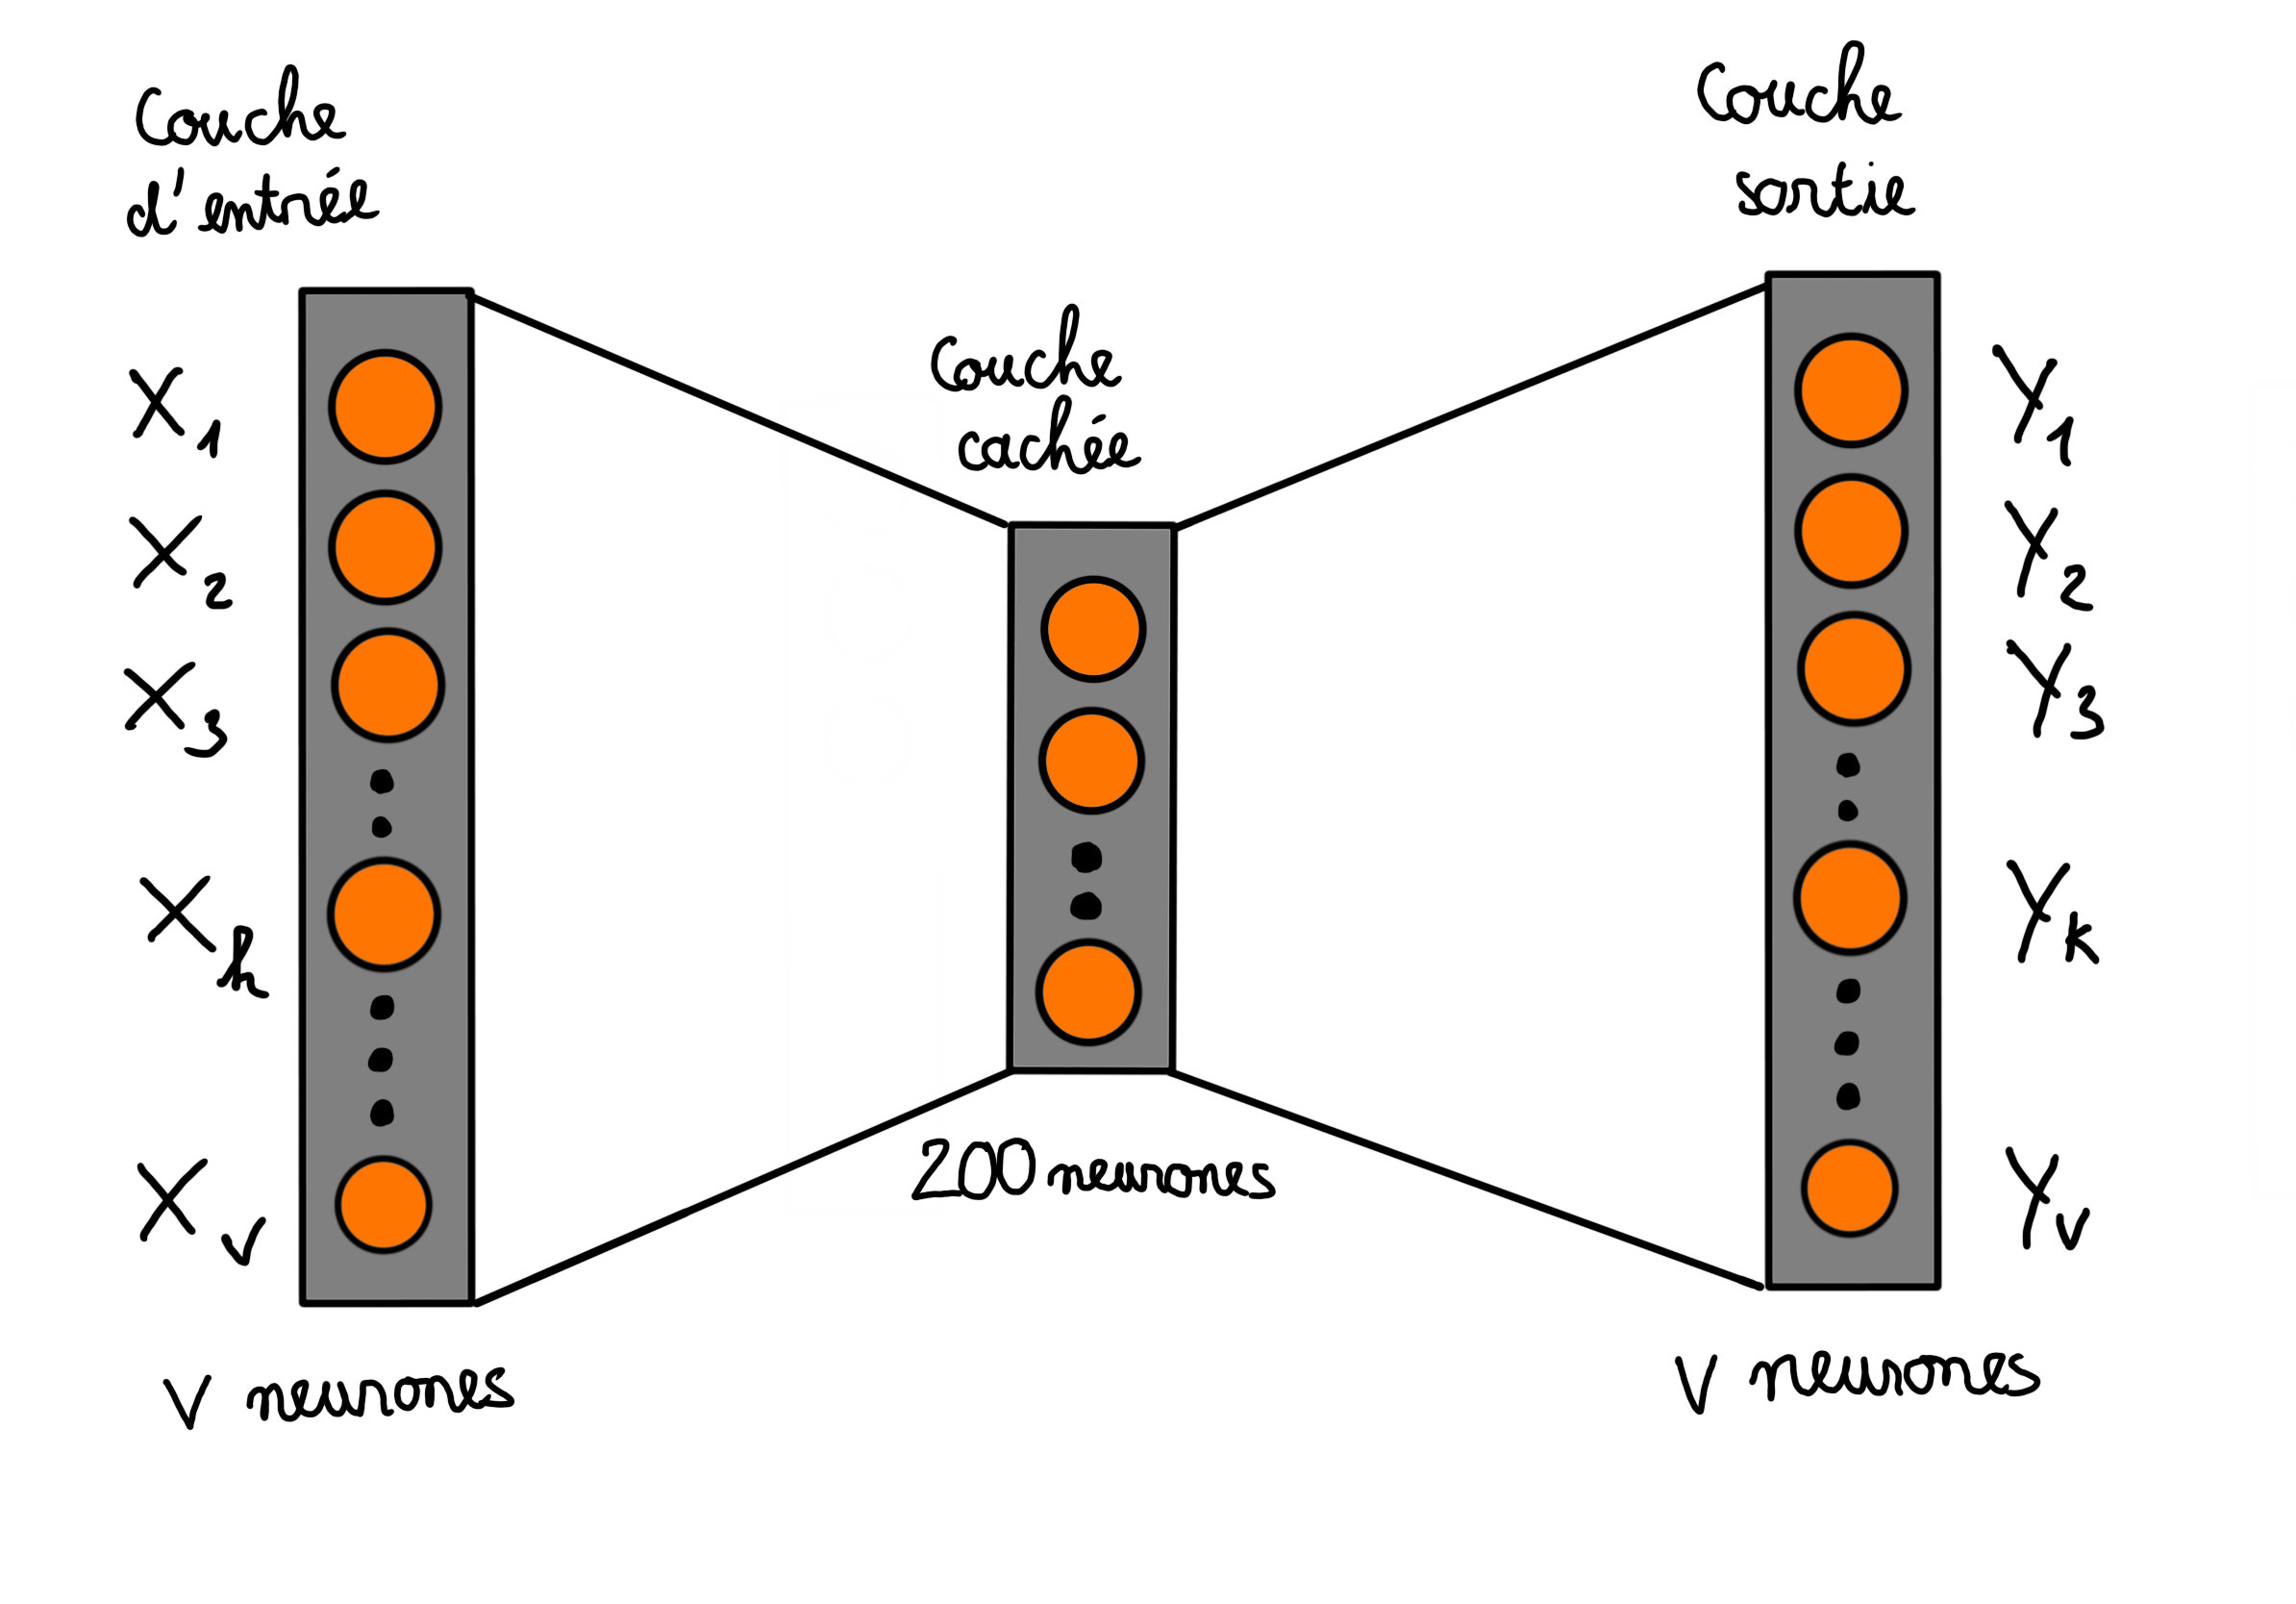 Couche
d'entrée
Couche
sortie
Couche
cachée
X1
X2
X3
Xk
XV
Y1
Y2
Y3
Yk
YV
200 neurones
V neurones
V neurones